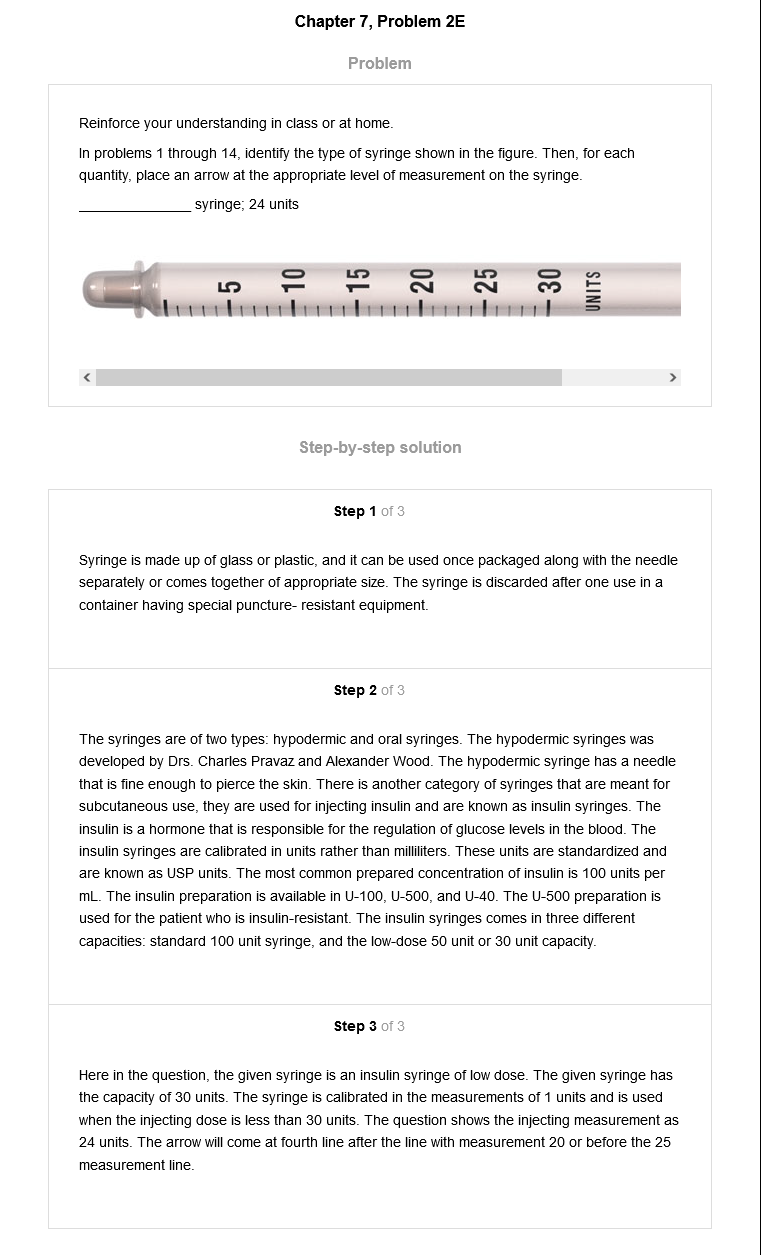 Chapter 7, Problem 2E
Problem
Reinforce your understanding in class or at home.
In problems 1 through 14, identify the type of syringe shown in the figure. Then, for each
quantity, place an arrow at the appropriate level of measurement on the syringe.
______________ syringe; 24 units
5 10 15 20 25 30 UNITS
Step-by-step solution
Step 1 of 3
Syringe is made up of glass or plastic, and it can be used once packaged along with the needle
separately or comes together of appropriate size. The syringe is discarded after one use in a
container having special puncture- resistant equipment.
Step 2 of 3
The syringes are of two types: hypodermic and oral syringes. The hypodermic syringes was
developed by Drs. Charles Pravaz and Alexander Wood. The hypodermic syringe has a needle
that is fine enough to pierce the skin. There is another category of syringes that are meant for
subcutaneous use, they are used for injecting insulin and are known as insulin syringes. The
insulin is a hormone that is responsible for the regulation of glucose levels in the blood. The
insulin syringes are calibrated in units rather than milliliters. These units are standardized and
are known as USP units. The most common prepared concentration of insulin is 100 units per
mL. The insulin preparation is available in U-100, U-500, and U-40. The U-500 preparation is
used for the patient who is insulin-resistant. The insulin syringes comes in three different
capacities: standard 100 unit syringe, and the low-dose 50 unit or 30 unit capacity.
Step 3 of 3
Here in the question, the given syringe is an insulin syringe of low dose. The given syringe has
the capacity of 30 units. The syringe is calibrated in the measurements of 1 units and is used
when the injecting dose is less than 30 units. The question shows the injecting measurement as
24 units. The arrow will come at fourth line after the line with measurement 20 or before the 25
measurement line.